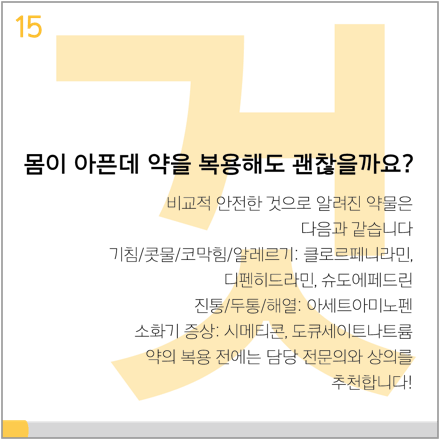 15
것
몸이 아픈데 약을 복용해도 괜찮을까요?
비교적 안전한 것으로 알려진 약물은
다음과 같습니다
기침/콧물/코막힘/알레르기: 클로르페니라민,
디펜히드라민, 슈도에페드린
진통/두통/해열: 아세트아미노펜
소화기 증상: 시메티콘, 도큐세이트나트륨
약의 복용 전에는 담당 전문의와 상의를
추천합니다!